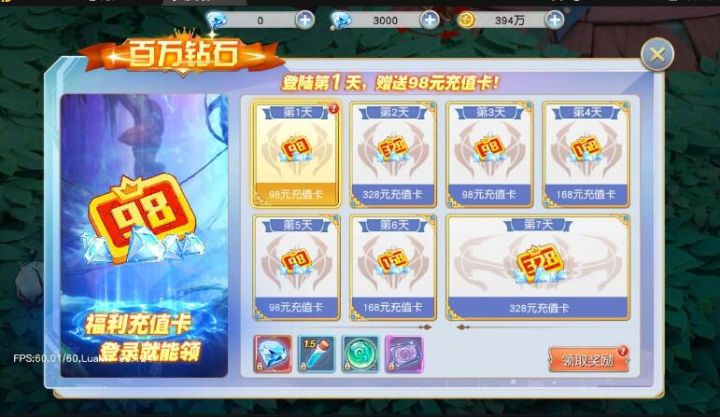 0
3000
394万
百万钻石
登陆第1天，赠送98元充值卡！
第1天
98
98元充值卡
第2天
328
328元充值卡
第3天
98
98元充值卡
第4天
168元充值卡
98
福利充值卡
登录就能领
第5天
98
98元充值卡
第6天
168元充值卡
第7天
328
328元充值卡
1.5
领取奖励
FPS:60.01/60,Lua